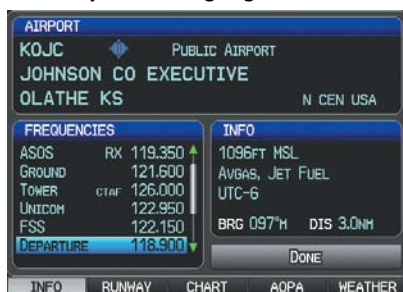 AIRPORT
KOJC PUBLIC AIRPORT
JOHNSON CO EXECUTIVE
OLATHE KS N CEN USA
FREQUENCIES
ASOS RX 119.350
GROUND 121.600
TOWER CTAF 126.000
UNICOM 122.950
FSS 122.150
DEPARTURE 118.900
INFO
1096FT MSL
AVGAS, JET FUEL
UTC-6
BRG 097°M DIS 3.0NM
DONE
INFO RUNWAY CHART AOPA WEATHER